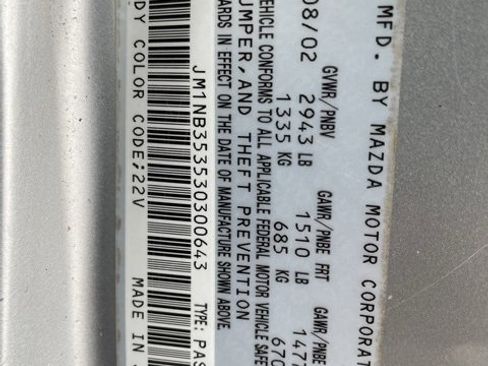 MFD. BY MAZDA MOTOR CORPORAT
08/02 GVWR/PNBV GAWR/PNBE FRT GAWR/PNBE
2943 LB 1510 LB 147
1335 KG 685 KG 670
VEHICLE CONFORMS TO ALL APPLICABLE FEDERAL MOTOR VEHICLE SAFE
UMPER, AND THEFT PREVENTION
ARDS IN EFFECT ON THE DATE OF MANUFACTURE SHOWN ABOVE.
JM1NB353530300643 TYPE: PAS
DY COLOR CODE:22V MADE IN